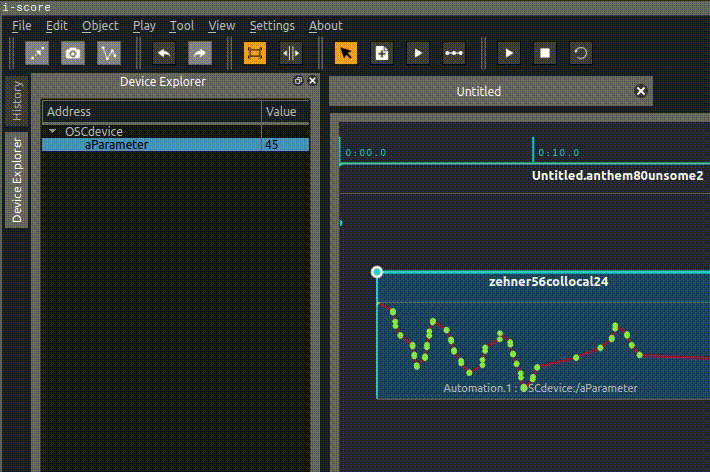 i-score
File Edit Object Play Tool View Settings About
History
Device Explorer
Device Explorer
Address Value
OSCdevice
aParameter 45
Untitled
0:00.0 0:10.0
Untitled.anthem80unsome2
zehner56collocal24
Automation.1 : OSCdevice:/aParameter